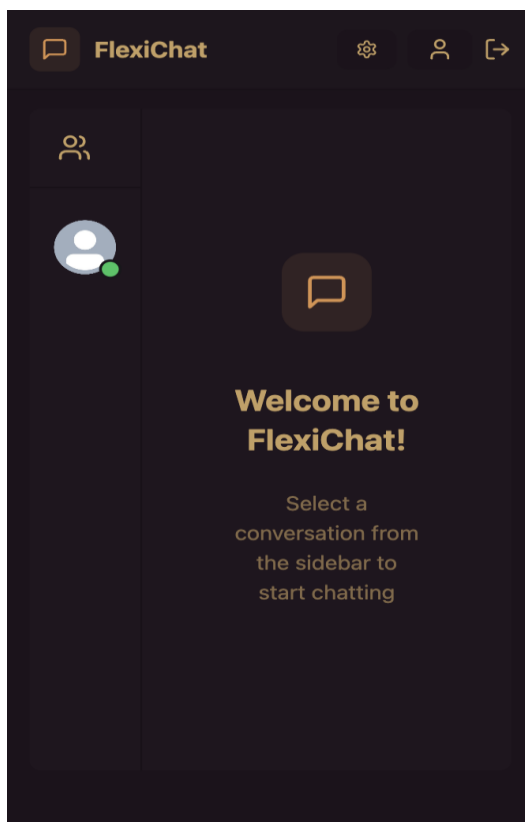 FlexiChat
Welcome to
FlexiChat!
Select a
conversation from
the sidebar to
start chatting